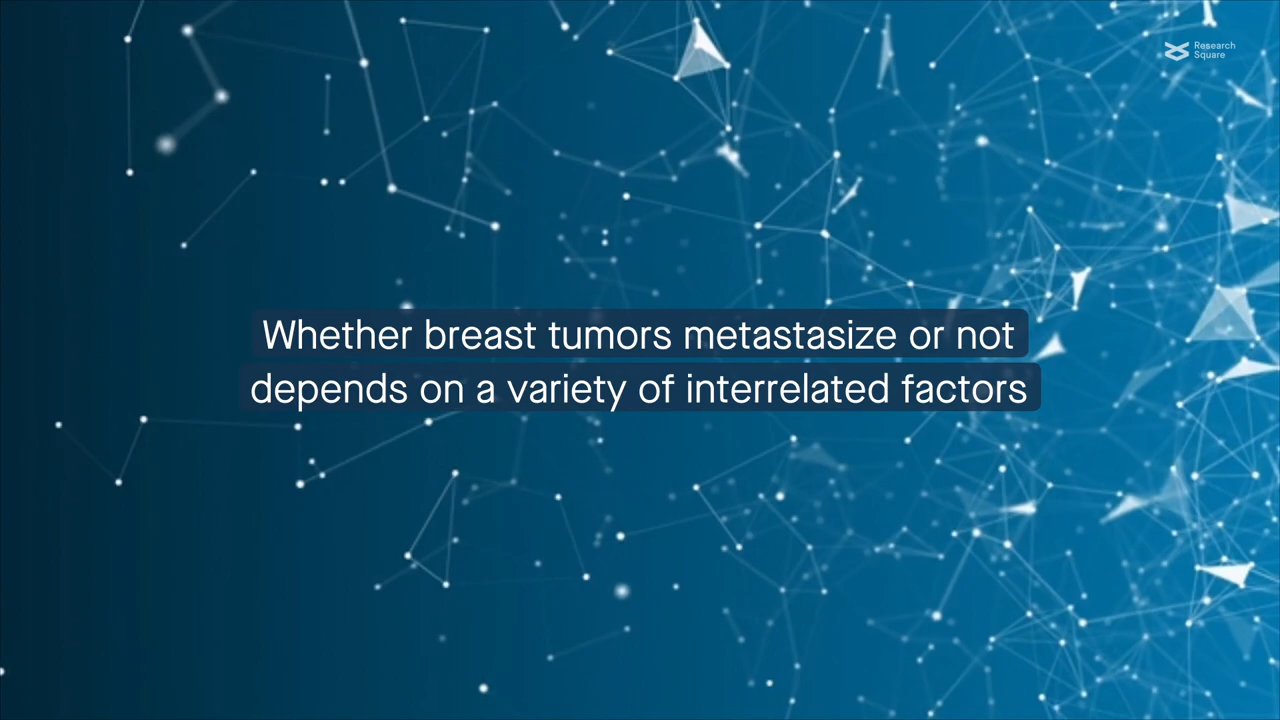 Research
Square
Whether breast tumors metastasize or not
depends on a variety of interrelated factors